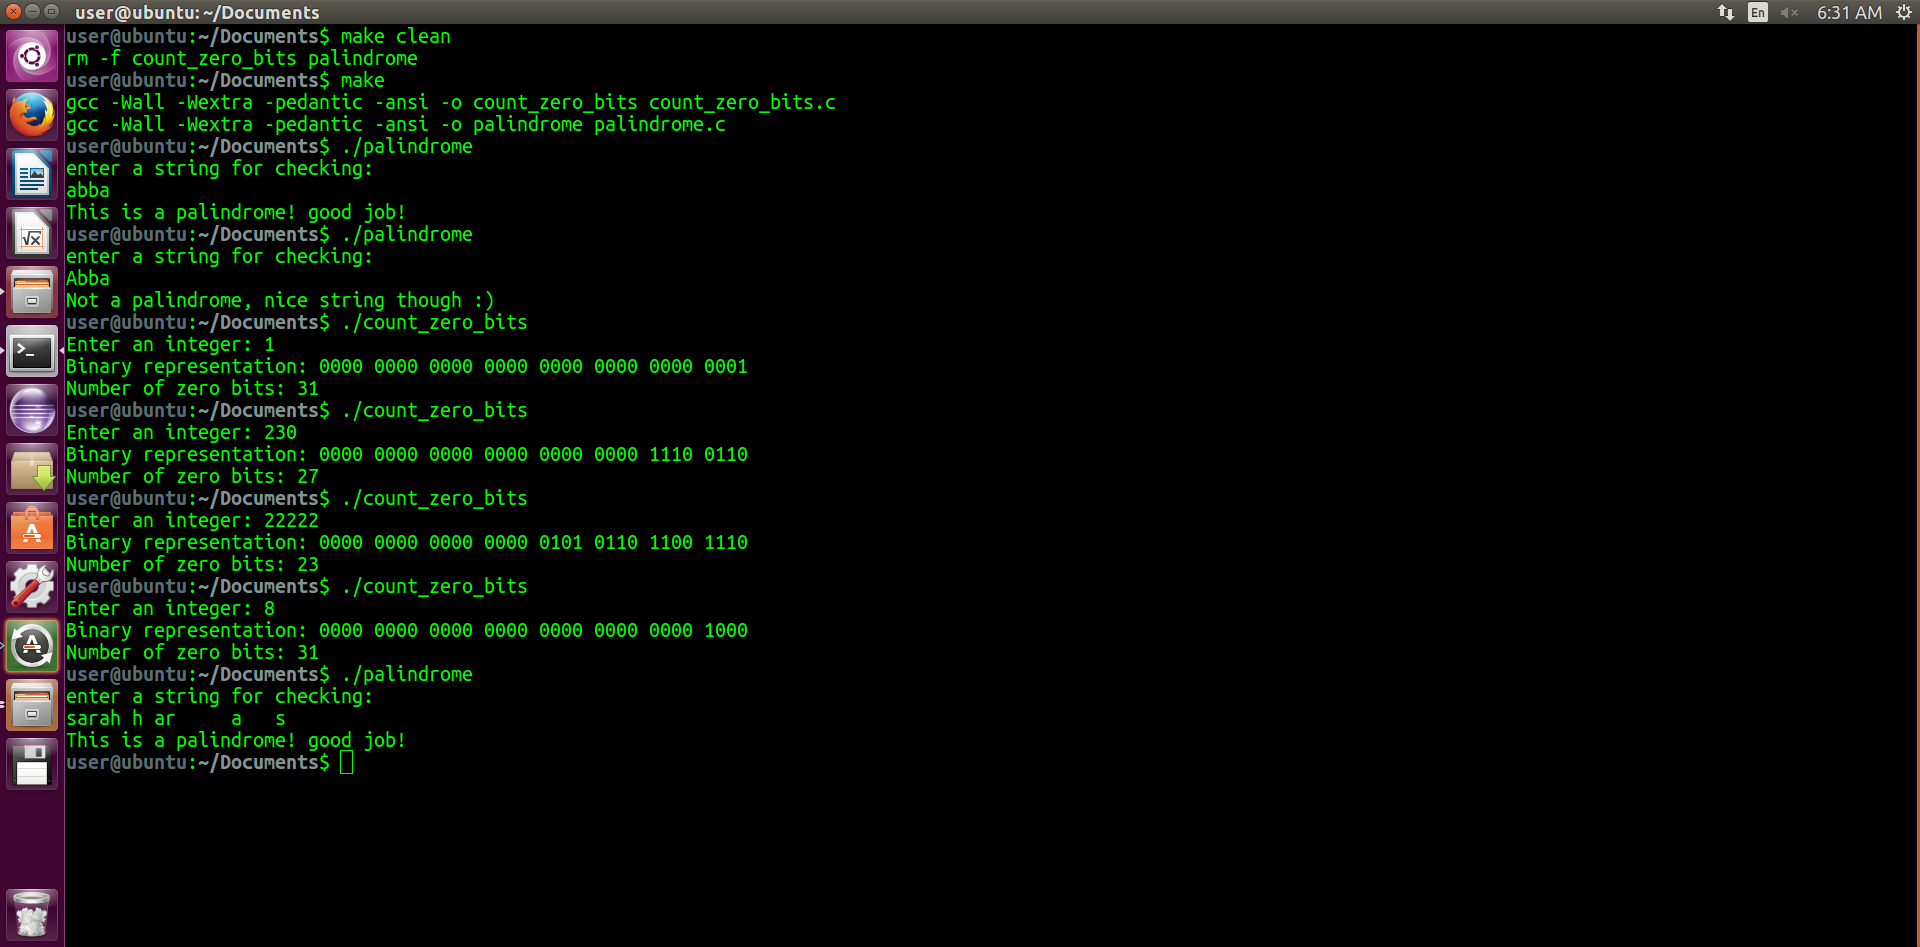 user@ubuntu: ~/Documents
En
6:31 AM
user@ubuntu:~/Documents$ make clean
rm -f count_zero_bits palindrome
user@ubuntu:~/Documents$ make
gcc -Wall -Wextra -pedantic -ansi -o count_zero_bits count_zero_bits.c
gcc -Wall -Wextra -pedantic -ansi -o palindrome palindrome.c
user@ubuntu:~/Documents$ ./palindrome
enter a string for checking:
abba
This is a palindrome! good job!
user@ubuntu:~/Documents$ ./palindrome
enter a string for checking:
Abba
Not a palindrome, nice string though :)
user@ubuntu:~/Documents$ ./count_zero_bits
Enter an integer: 1
Binary representation: 0000 0000 0000 0000 0000 0000 0000 0001
Number of zero bits: 31
user@ubuntu:~/Documents$ ./count_zero_bits
Enter an integer: 230
Binary representation: 0000 0000 0000 0000 0000 0000 1110 0110
Number of zero bits: 27
user@ubuntu:~/Documents$ ./count_zero_bits
Enter an integer: 22222
Binary representation: 0000 0000 0000 0000 0101 0110 1100 1110
Number of zero bits: 23
user@ubuntu:~/Documents$ ./count_zero_bits
Enter an integer: 8
Binary representation: 0000 0000 0000 0000 0000 0000 0000 1000
Number of zero bits: 31
user@ubuntu:~/Documents$ ./palindrome
enter a string for checking:
sarah h ar     a   s
This is a palindrome! good job!
user@ubuntu:~/Documents$